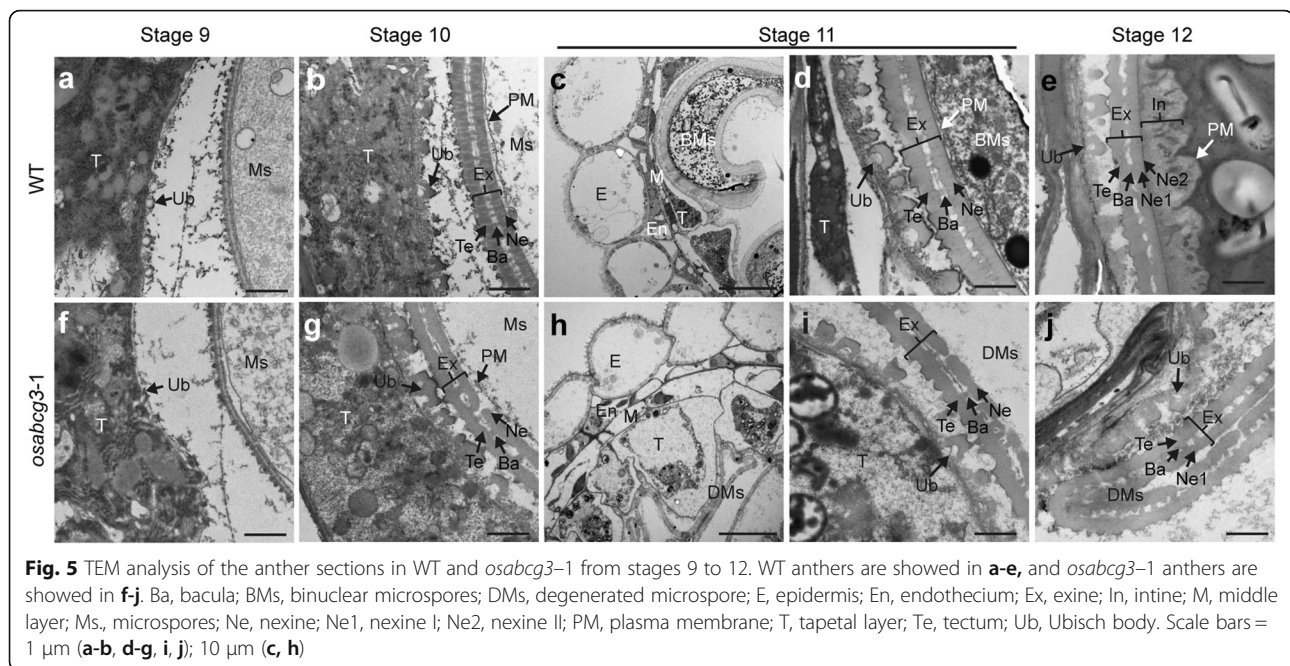 Stage 9 Stage 10 Stage 11 Stage 12
WT
a T Ub Ms
b T Ub Ex PM Ms Te Ba Ne
c E M En T BMs
d T Ub Ex PM BMs Te Ba Ne
e Ub Ex In PM Te Ba Ne1 Ne2
osabcg3-1
f T Ub Ms
g T Ub Ex PM Ms Te Ba Ne
h E En M T DMs
i T Ub Ex DMs Te Ba Ne
j Ub Ex Te Ba Ne1 DMs
Fig. 5 TEM analysis of the anther sections in WT and osabcg3–1 from stages 9 to 12. WT anthers are showed in a-e, and osabcg3–1 anthers are
showed in f-j. Ba, bacula; BMs, binuclear microspores; DMs, degenerated microspore; E, epidermis; En, endothecium; Ex, exine; In, intine; M, middle
layer; Ms., microspores; Ne, nexine; Ne1, nexine I; Ne2, nexine II; PM, plasma membrane; T, tapetal layer; Te, tectum; Ub, Ubisch body. Scale bars =
1 μm (a-b, d-g, i, j); 10 μm (c, h)